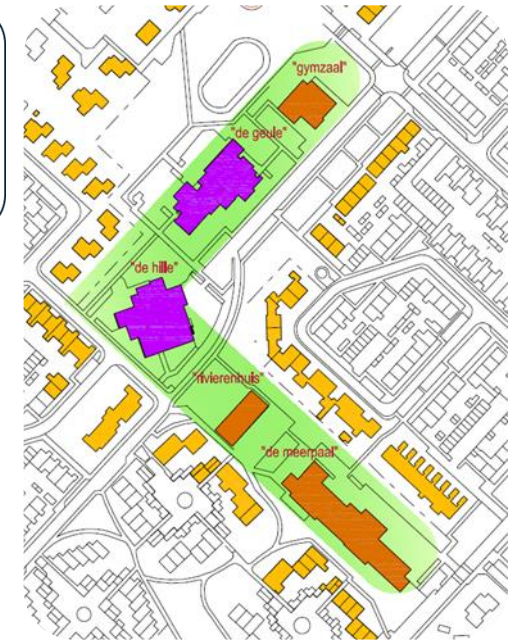 "gymzaal"
"de geule"
"de hille"
"rivierenhuis"
"de meerpaal"